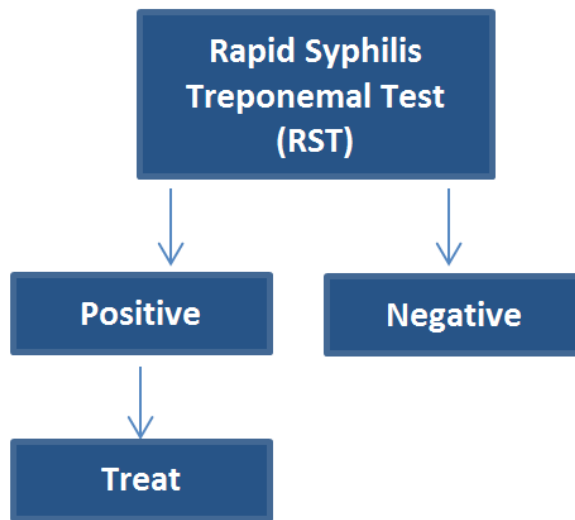 Rapid Syphilis
Treponemal Test
(RST)
Positive
Negative
Treat